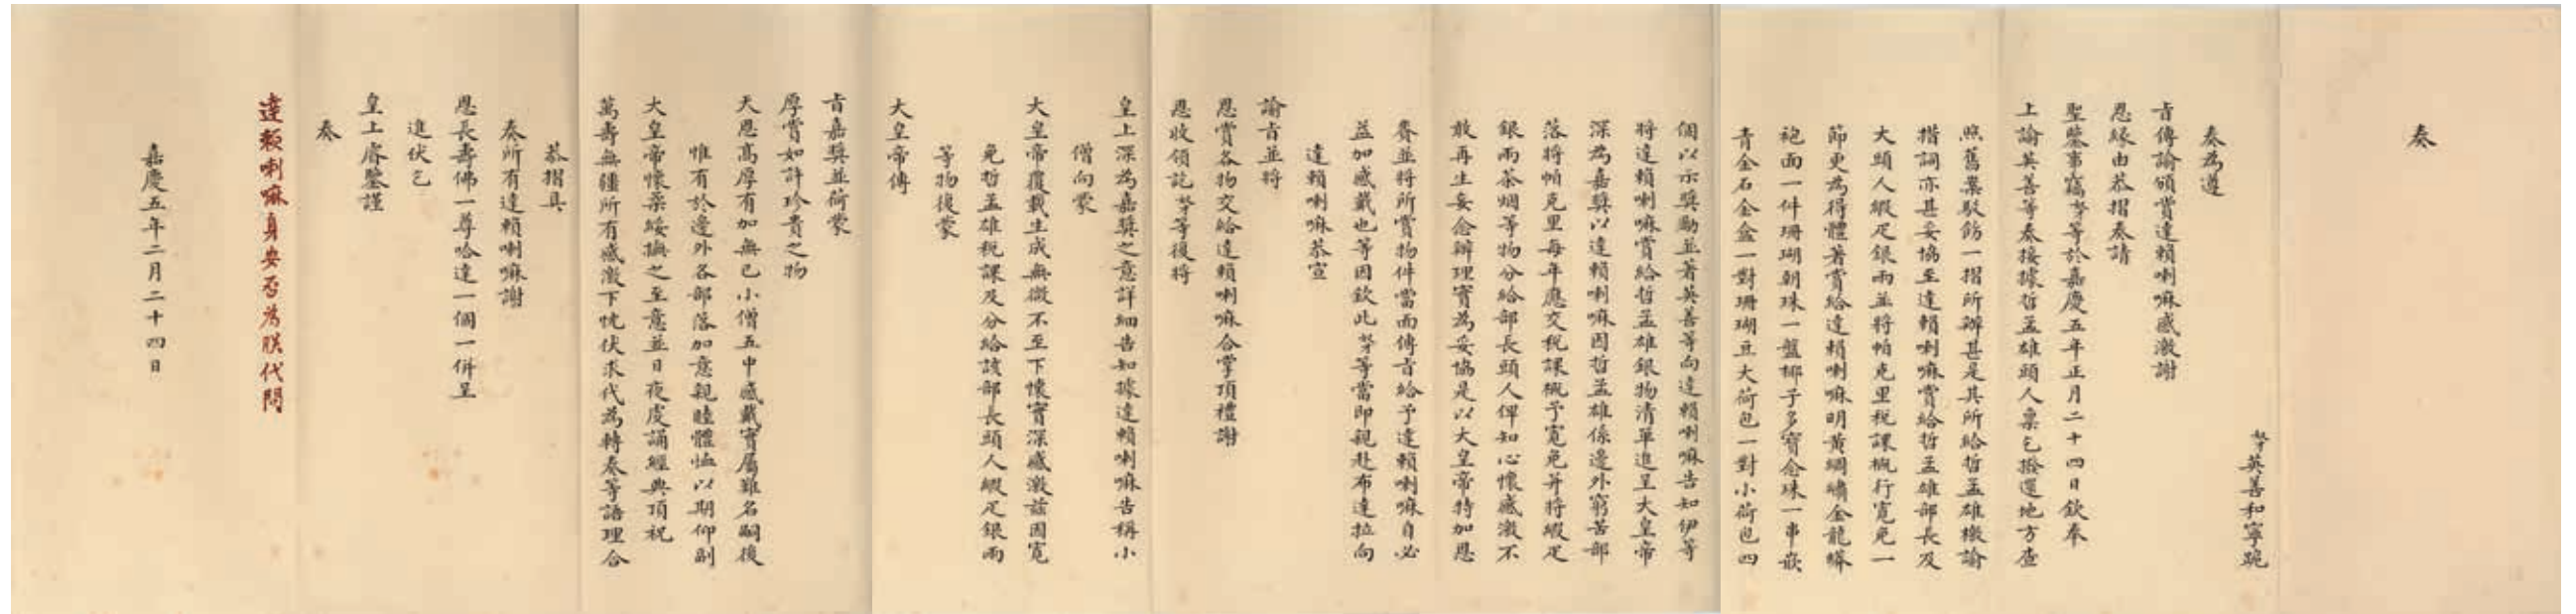 奏
奴才英善和寧跪
奏為遵
旨傳諭頒賞達賴喇嘛感激謝
恩緣由恭摺奏請
聖鑒事竊奴才等於嘉慶五年正月二十四日欽奉
上諭英善等奏接據哲孟雄頭人稟乞撥還地方查
照舊案駁飭一摺所辦甚是其所給哲孟雄檄諭
措詞亦甚妥協至達賴喇嘛賞給哲孟雄部長及
大頭人緞疋銀兩並將帕克里稅課概行寬免一
節更為得體著賞給達賴喇嘛明黃綢繡金龍蟒
袍面一件珊瑚朝珠一盤椰子多寶念珠一串嵌
青金石金盒一對珊瑚豆大荷包一對小荷包四
個以示獎勵並著英善等向達賴喇嘛告知伊等
將達賴喇嘛賞給哲孟雄銀物清單進呈大皇帝
深為嘉獎以達賴喇嘛因哲孟雄係邊外窮苦部
落將帕克里每年應交稅課概予寬免并將緞疋
銀兩茶烟等物分給部長頭人俾知心懷感激不
敢再生妄念辦理實為妥協是以大皇帝特加恩
賚並將所賞物件當面傳旨給予達賴喇嘛自必
益加感戴也等因欽此奴才等當即親赴布達拉向
達賴喇嘛恭宣
諭旨並將
恩賞各物交給達賴喇嘛合掌頂禮謝
恩收領訖奴才等復將
皇上深為嘉獎之意詳細告知據達賴喇嘛告稱小
僧向蒙
大皇帝覆載生成無微不至下懷實深感激茲因寬
免哲孟雄稅課及分給該部長頭人緞疋銀兩
等物復蒙
大皇帝傳
旨嘉獎並荷蒙
厚賞如許珍貴之物
天恩高厚有加無已小僧五中感戴實屬難名嗣後
惟有於邊外各部落加意親睦體恤以期仰副
大皇帝懷柔綏撫之至意並日夜虔誦經典頂祝
萬壽無疆所有感激下忱伏求代為轉奏等語理合
恭摺具
奏所有達賴喇嘛謝
恩長壽佛一尊哈達一個一併呈
進伏乞
皇上睿鑒謹
奏
達賴喇嘛身安否為朕代問
嘉慶五年二月二十四日